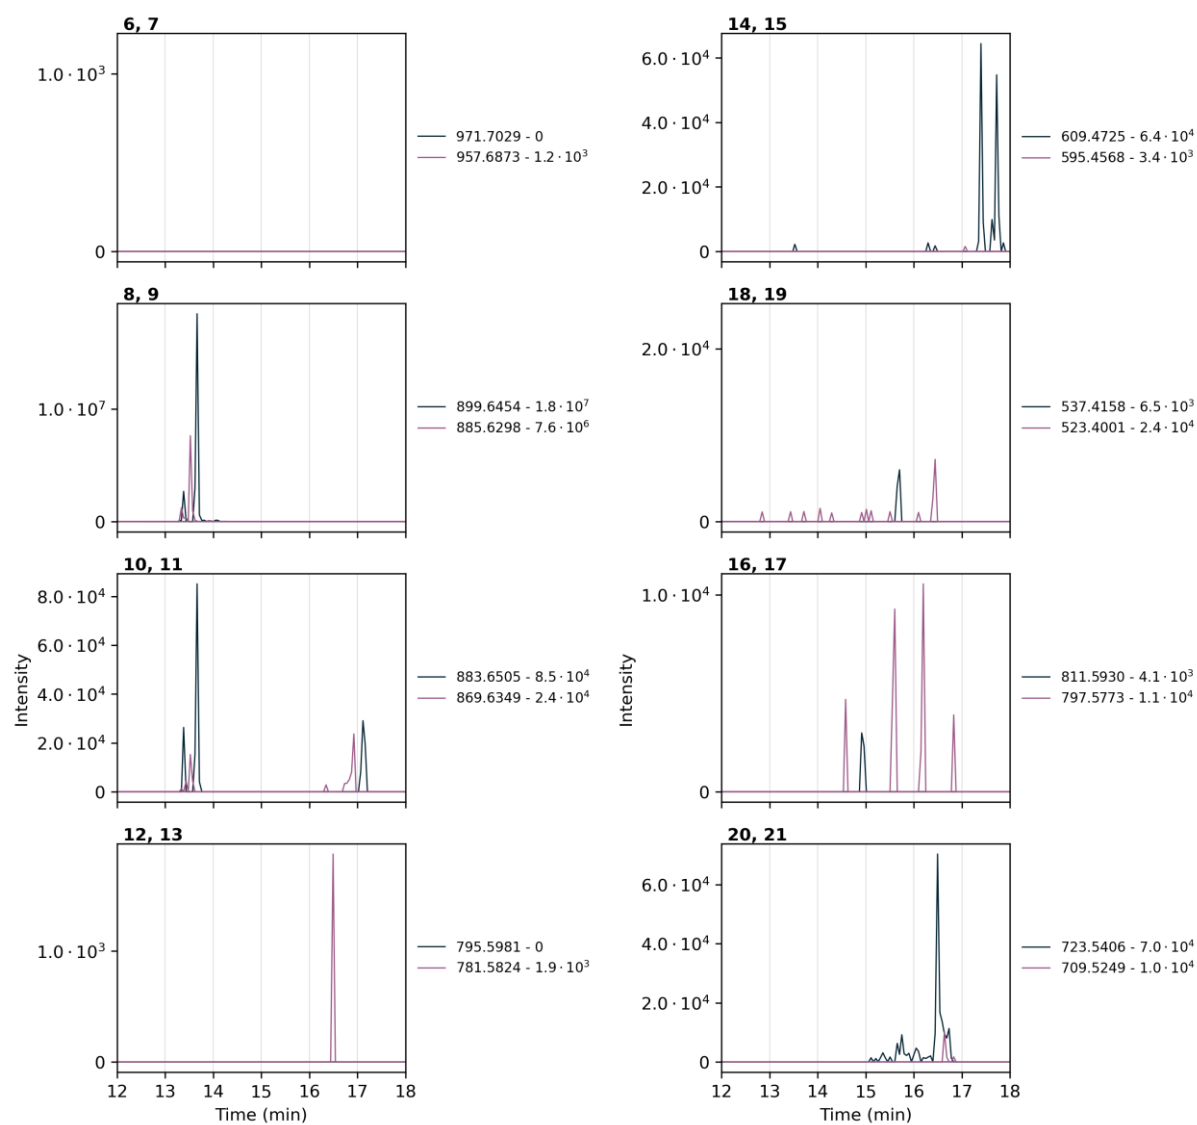 6, 7
1.0 · 10³
0
971.7029 - 0
957.6873 - 1.2 · 10³
14, 15
6.0 · 10⁴
4.0 · 10⁴
2.0 · 10⁴
0
609.4725 - 6.4 · 10⁴
595.4568 - 3.4 · 10³
8, 9
1.0 · 10⁷
0
899.6454 - 1.8 · 10⁷
885.6298 - 7.6 · 10⁶
18, 19
2.0 · 10⁴
0
537.4158 - 6.5 · 10³
523.4001 - 2.4 · 10⁴
10, 11
8.0 · 10⁴
6.0 · 10⁴
4.0 · 10⁴
2.0 · 10⁴
0
Intensity
883.6505 - 8.5 · 10⁴
869.6349 - 2.4 · 10⁴
16, 17
1.0 · 10⁴
0
Intensity
811.5930 - 4.1 · 10³
797.5773 - 1.1 · 10⁴
12, 13
1.0 · 10³
0
795.5981 - 0
781.5824 - 1.9 · 10³
12 13 14 15 16 17 18
Time (min)
20, 21
6.0 · 10⁴
4.0 · 10⁴
2.0 · 10⁴
0
723.5406 - 7.0 · 10⁴
709.5249 - 1.0 · 10⁴
12 13 14 15 16 17 18
Time (min)